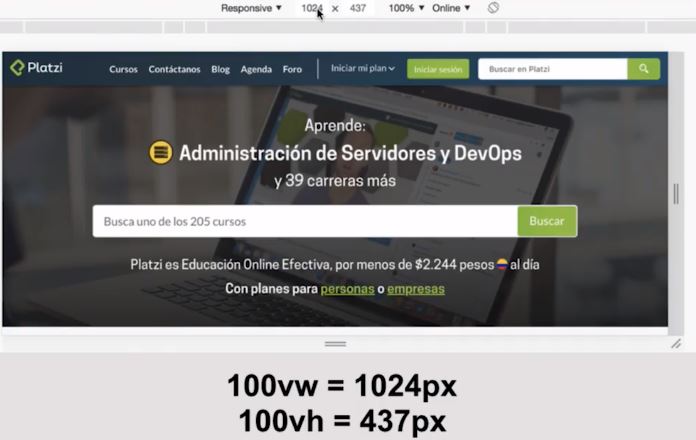 Responsive ▼ 1024 × 437 100% ▼ Online ▼
Platzi Cursos Contáctanos Blog Agenda Foro Iniciar mi plan Iniciar sesión Buscar en Platzi
Aprende:
Administración de Servidores y DevOps
y 39 carreras más
Busca uno de los 205 cursos Buscar
Platzi es Educación Online Efectiva, por menos de $2.244 pesos 🇨🇴 al día
Con planes para personas o empresas
100vw = 1024px
100vh = 437px